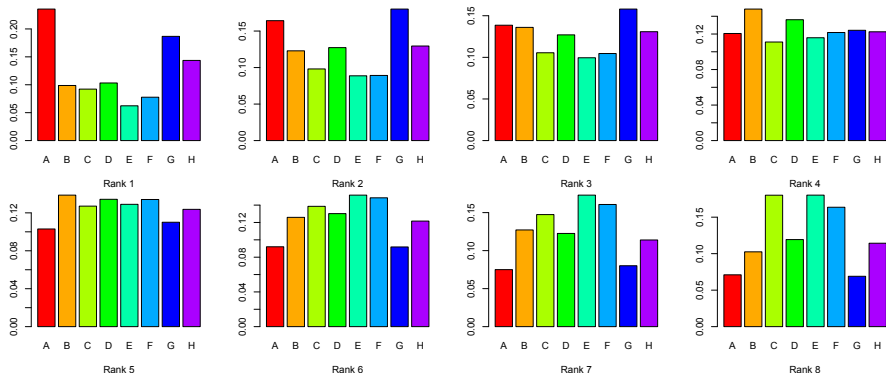 0.00 0.05 0.10 0.15 0.20
A B C D E F G H
Rank 1
0.00 0.05 0.10 0.15
A B C D E F G H
Rank 2
0.00 0.05 0.10 0.15
A B C D E F G H
Rank 3
0.00 0.04 0.08 0.12
A B C D E F G H
Rank 4
0.00 0.04 0.08 0.12
A B C D E F G H
Rank 5
0.00 0.04 0.08 0.12
A B C D E F G H
Rank 6
0.00 0.05 0.10 0.15
A B C D E F G H
Rank 7
0.00 0.05 0.10 0.15
A B C D E F G H
Rank 8